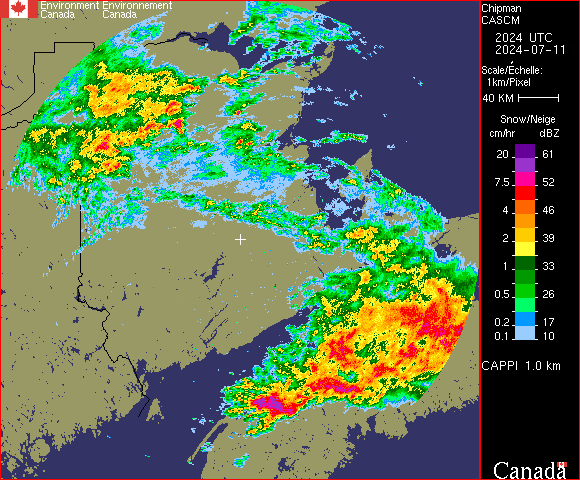 Environment Environnement
Canada Canada
Chipman
CASCM
2024 UTC
2024-07-11
Scale/Échelle:
1km/Pixel
40 KM
Snow/Neige
cm/hr dBZ
20 61
7.5 52
4 46
2 39
1 33
0.5 26
0.2 17
0.1 10
CAPPI 1.0 km
Canada